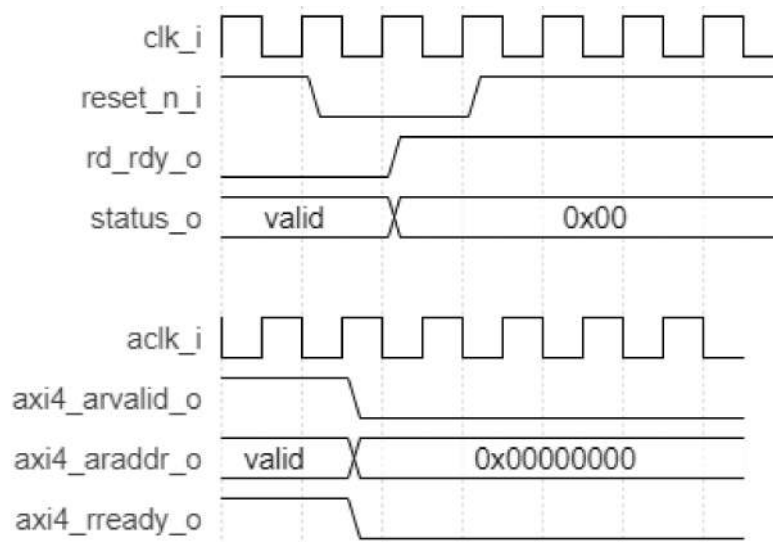 clk_i
reset_n_i
rd_rdy_o
status_o valid 0x00
aclk_i
axi4_arvalid_o
axi4_araddr_o valid 0x00000000
axi4_rready_o